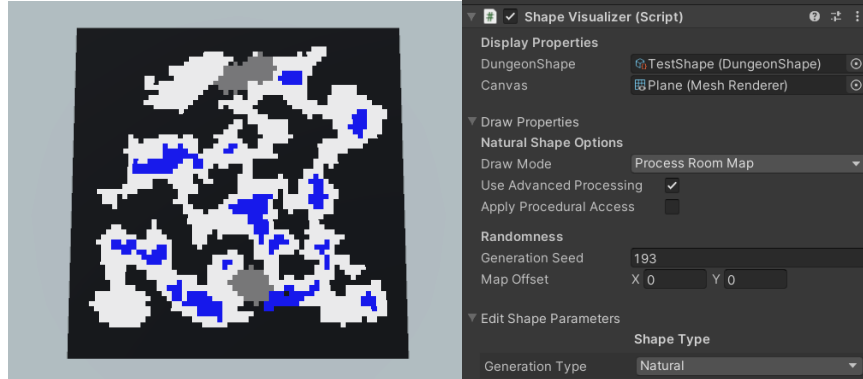 Shape Visualizer (Script)
Display Properties
DungeonShape TestShape (DungeonShape)
Canvas Plane (Mesh Renderer)
Draw Properties
Natural Shape Options
Draw Mode Process Room Map
Use Advanced Processing
Apply Procedural Access
Randomness
Generation Seed 193
Map Offset X 0 Y 0
Edit Shape Parameters
Shape Type
Generation Type Natural